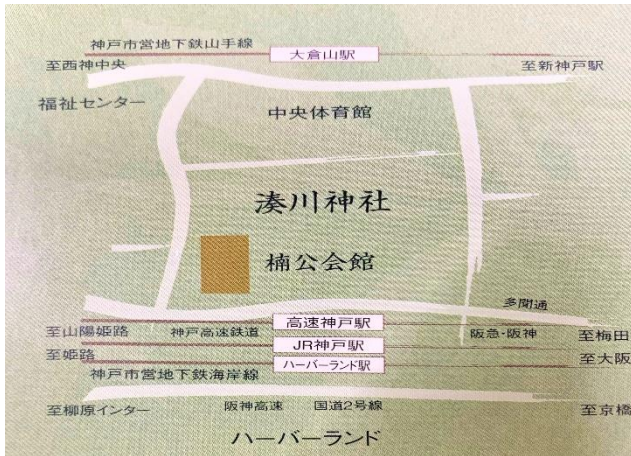 神戸市営地下鉄山手線
大倉山駅
至西神中央
至新神戸駅
福祉センター
中央体育館
湊川神社
楠公会館
多聞通
高速神戸駅
至山陽姫路
神戸高速鉄道
阪急・阪神
至梅田
JR神戸駅
至姫路
ハーバーランド駅
至大阪
神戸市営地下鉄海岸線
至柳原インター
阪神高速
国道2号線
至京橋
ハーバーランド